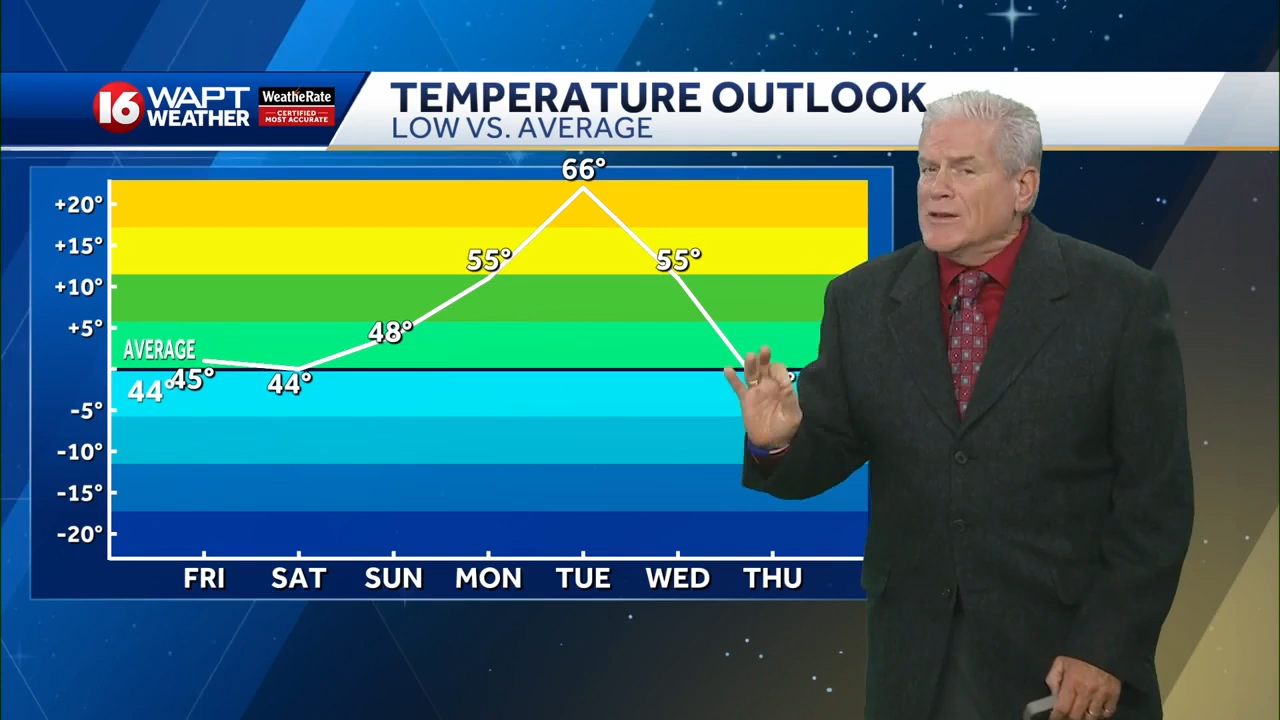 16 WAPT WEATHER
WeatheRate
CERTIFIED
MOST ACCURATE
TEMPERATURE OUTLOOK
LOW VS. AVERAGE
66°
+20°
+15°
55° 55°
+10°
+5°
48°
AVERAGE
44° 45° 44° °
-5°
-10°
-15°
-20°
FRI SAT SUN MON TUE WED THU